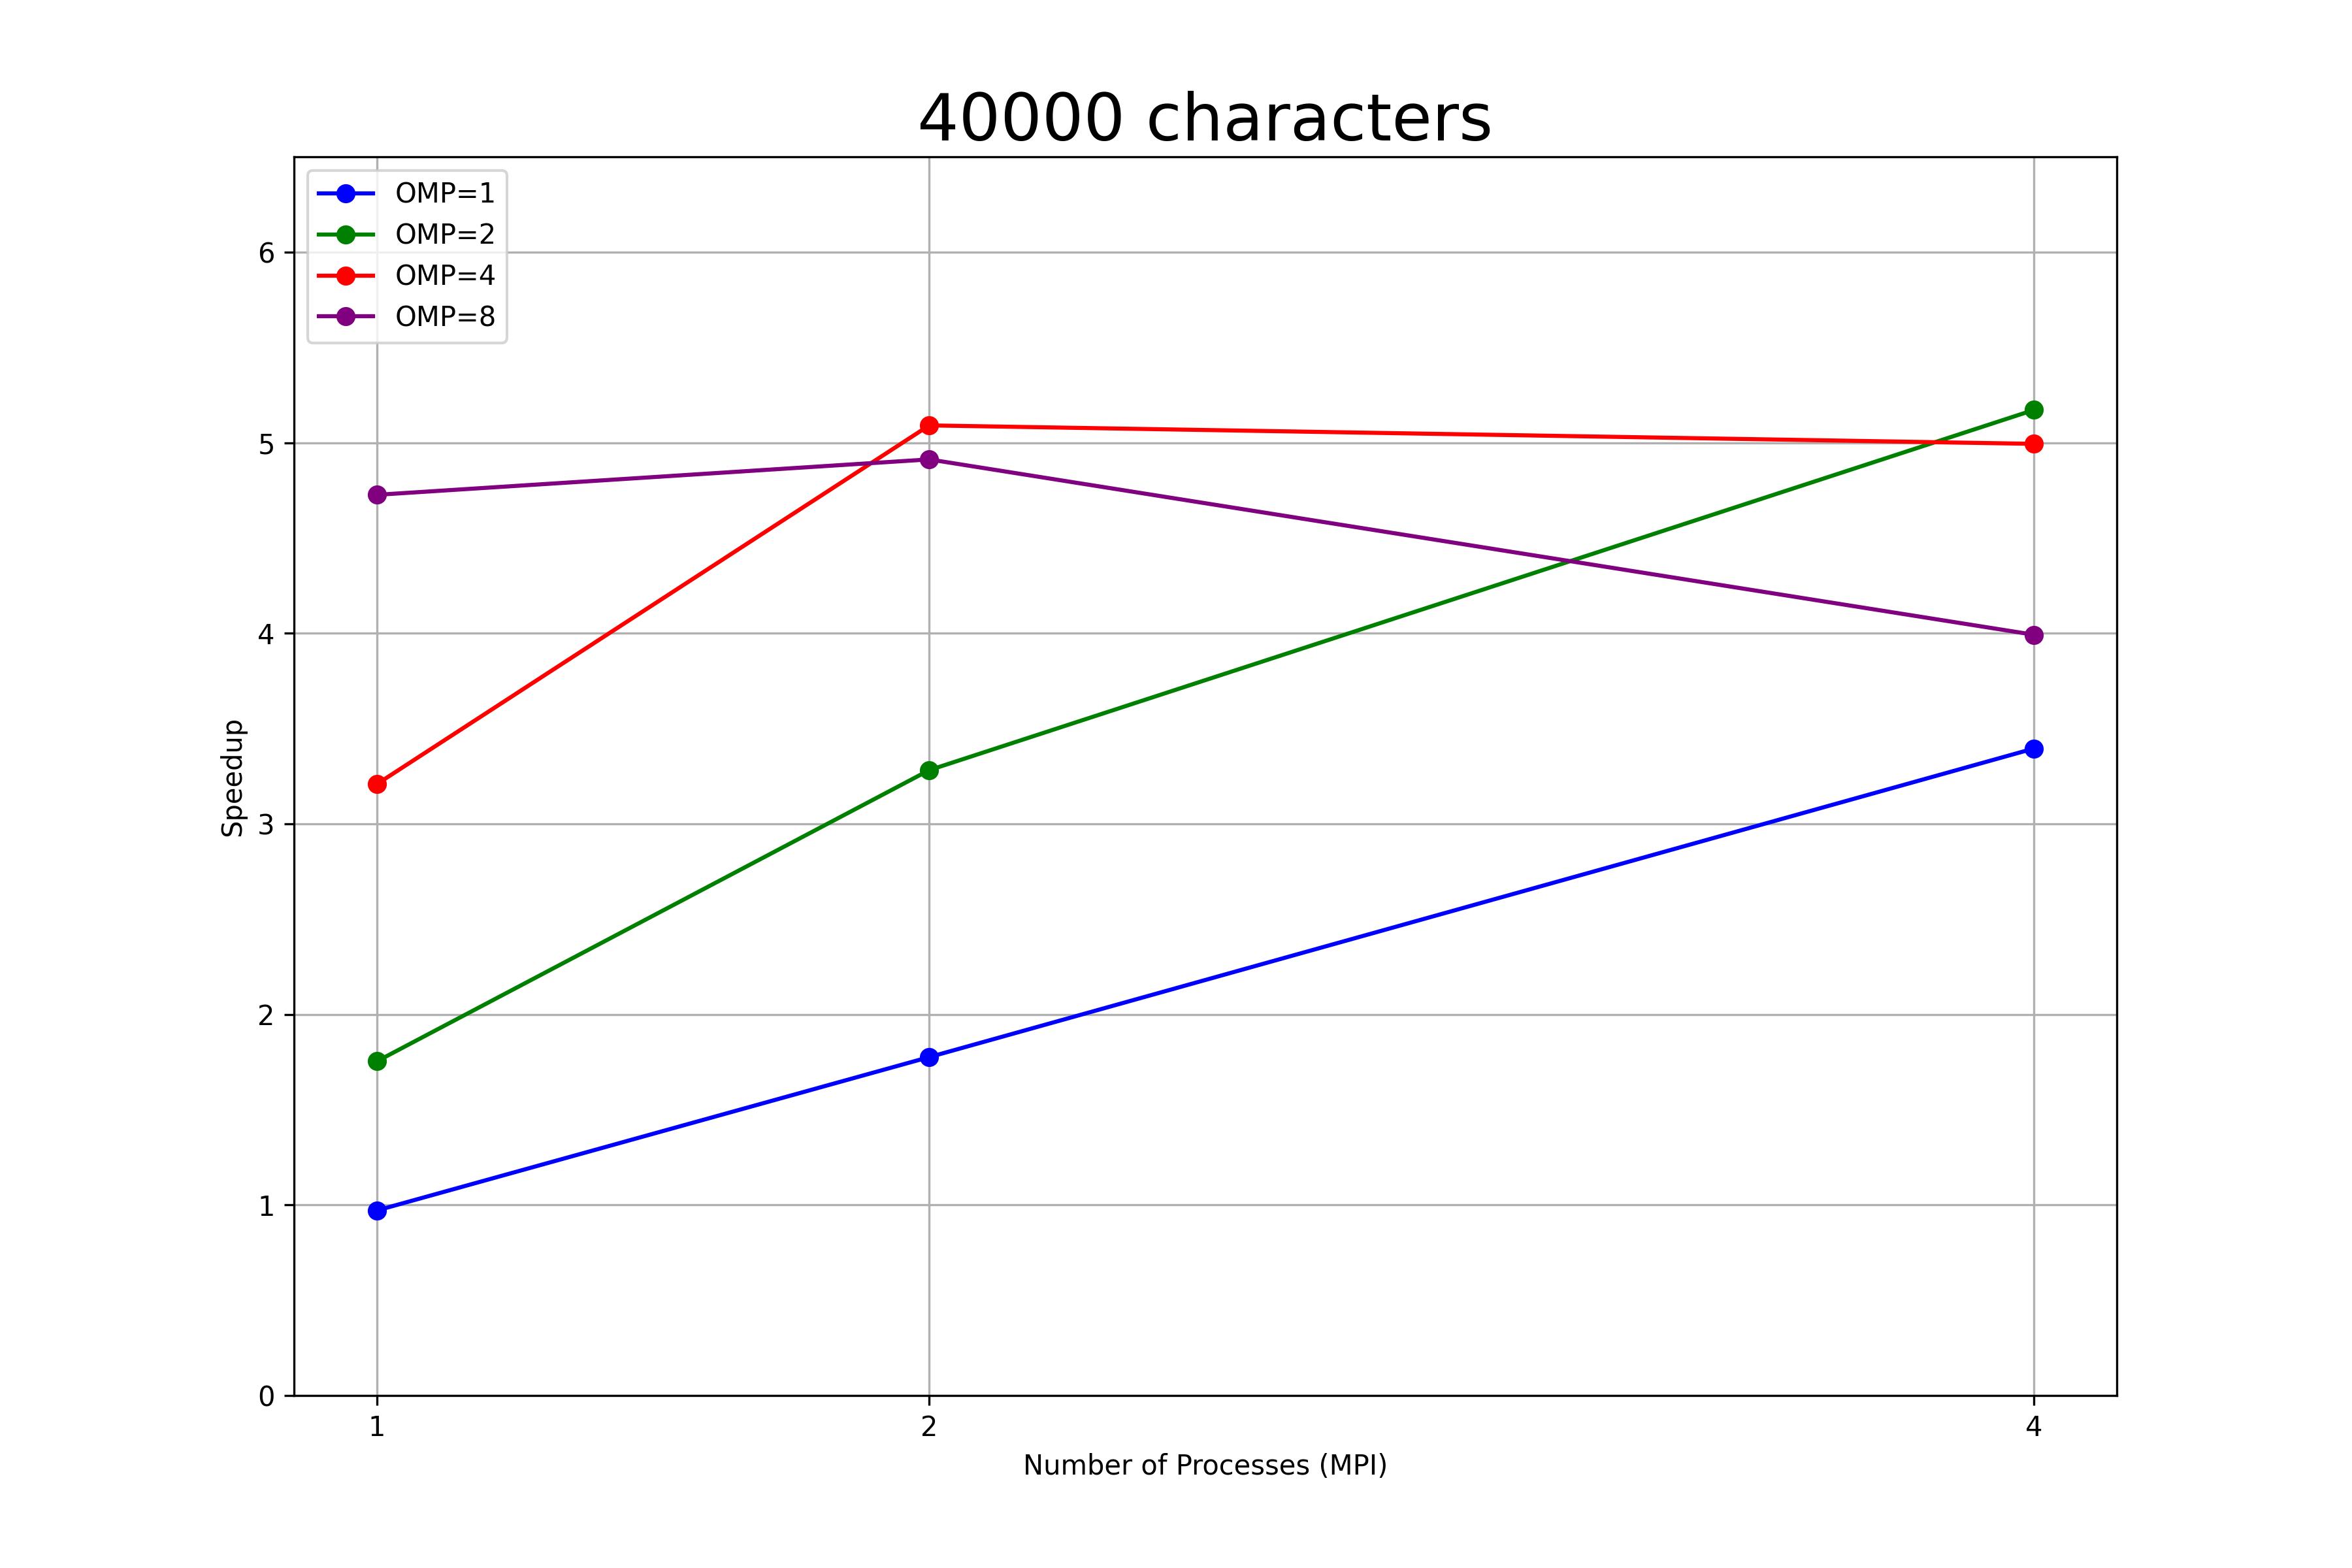 40000 characters
OMP=1
OMP=2
OMP=4
OMP=8
6
5
4
3
2
1
0
Speedup
1 2 4
Number of Processes (MPI)